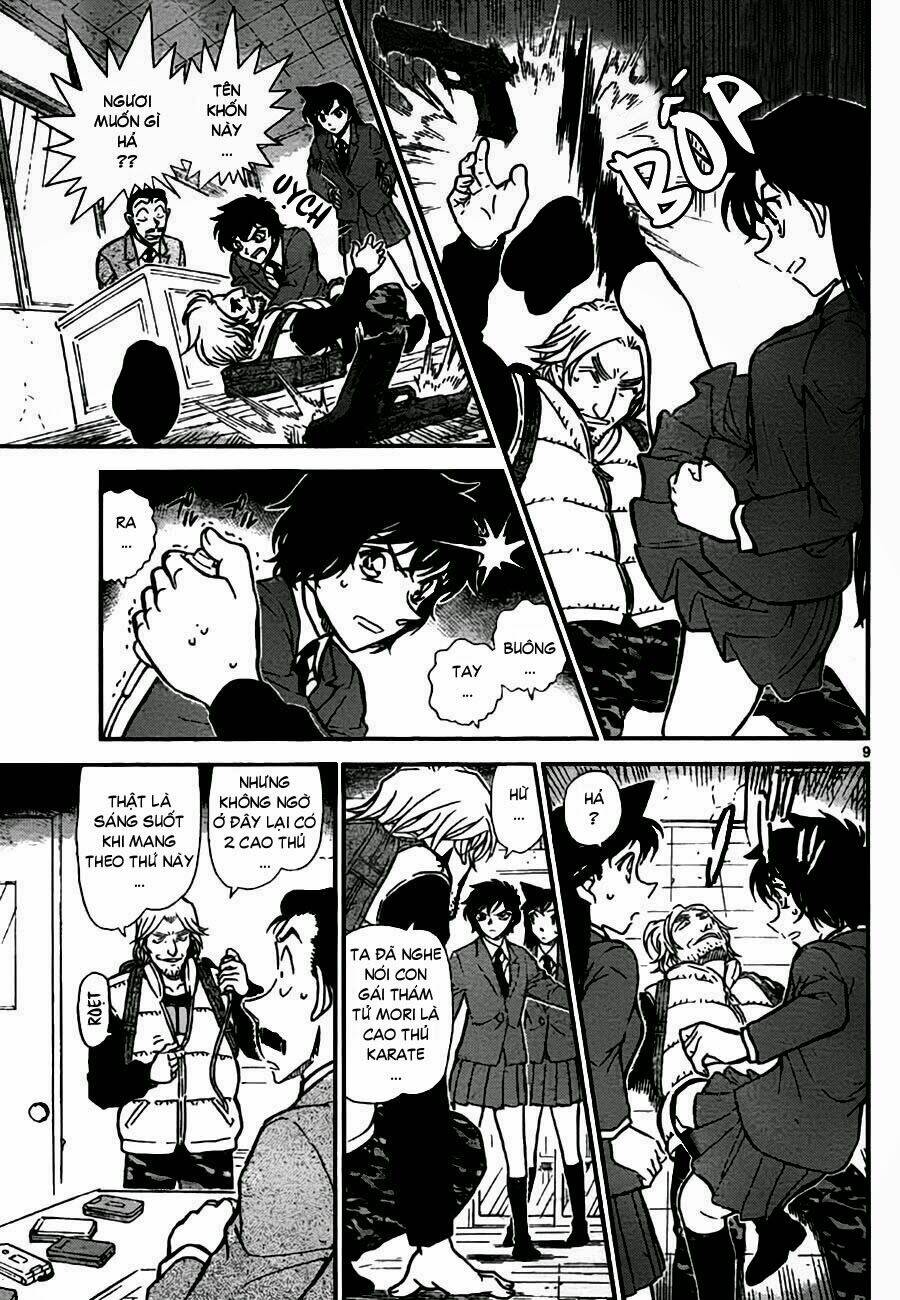 BỐP
TÊN
KHỐN
NÀY
...
NGƯƠI
MUỐN GÌ
HẢ
??
UỴCH
BUÔNG
...
TAY
...
RA
...
9
HẢ
?
HỪ
...
TA ĐÃ NGHE
NÓI CON
GÁI THÁM
TỬ MORI LÀ
CAO THỦ
KARATE
...
NHƯNG
KHÔNG NGỜ
Ở ĐÂY LẠI CÓ
2 CAO THỦ
...
THẬT LÀ
SÁNG SUỐT
KHI MANG
THEO THỨ NÀY
...
ROẸT